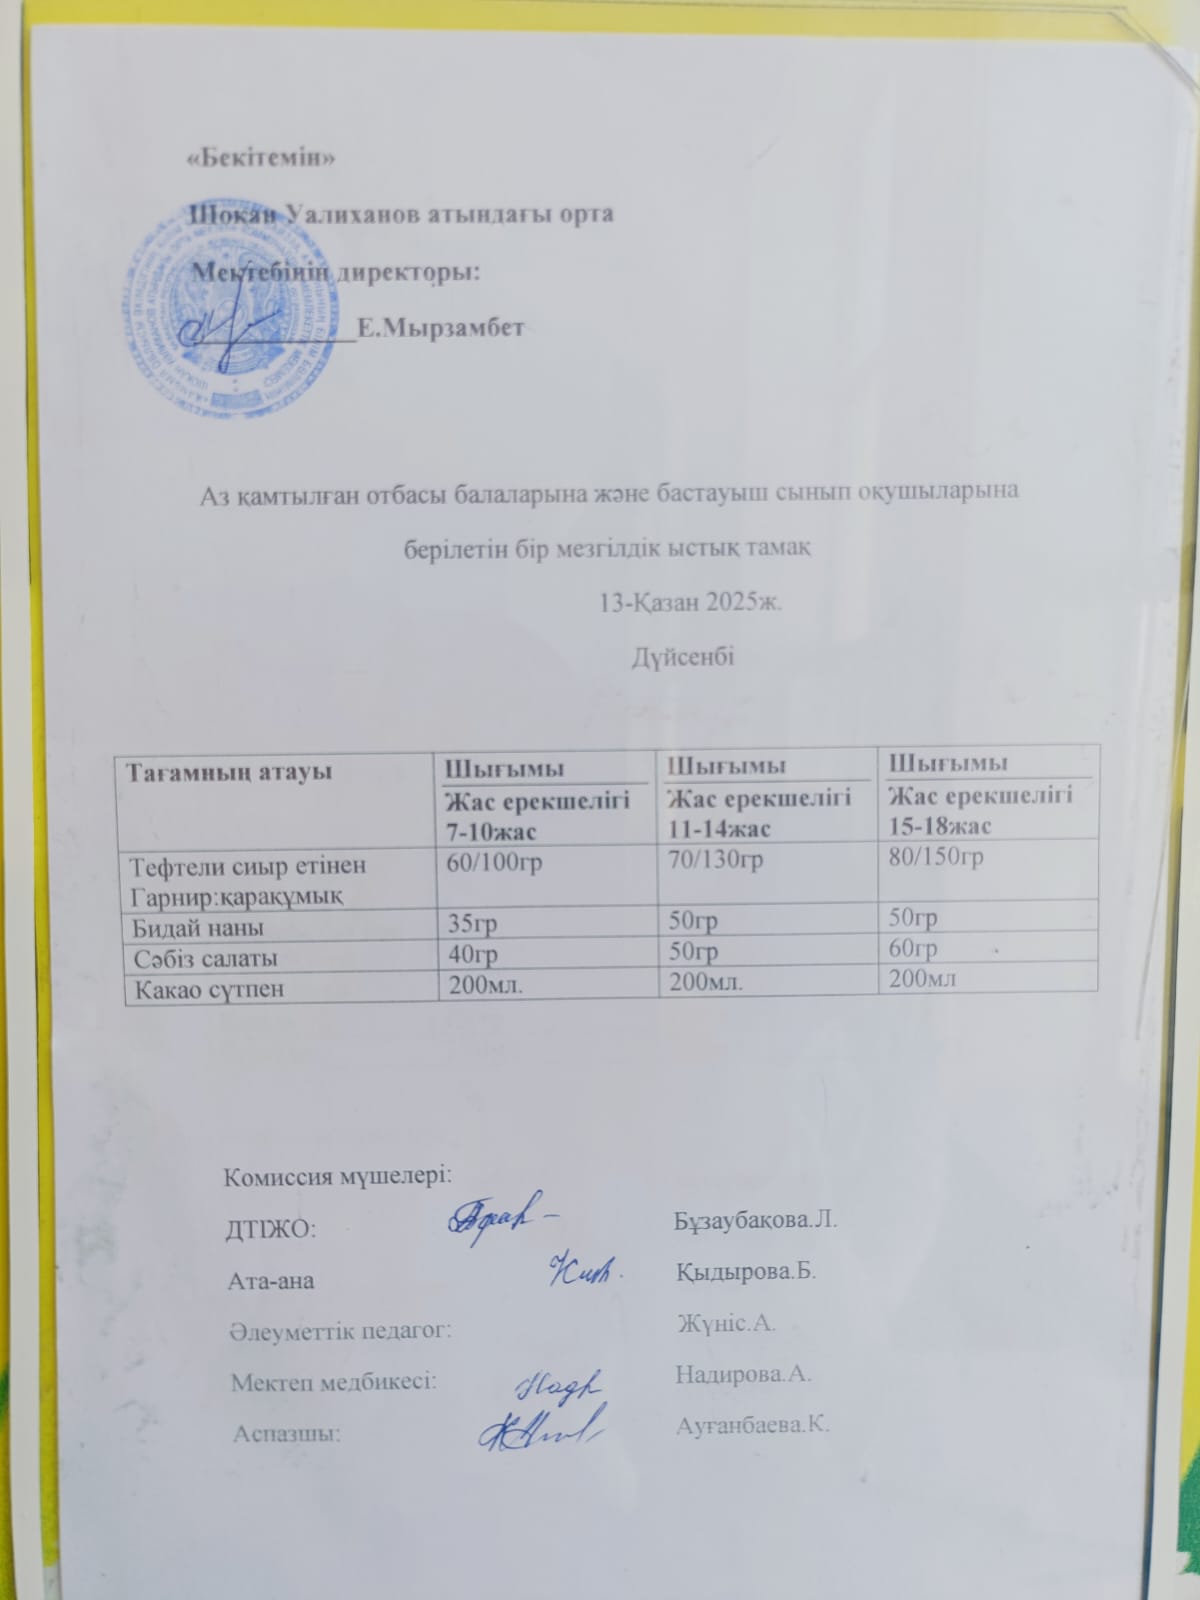 «Бекітемін»
Шоқан Уалиханов атындағы орта
Мектебінің директоры:
____________Е.Мырзамбет
Аз қамтылған отбасы балаларына және бастауыш сынып оқушыларына
берілетін бір мезгілдік ыстық тамақ
13-Қазан 2025ж.
Дүйсенбі
Тағамның атауы Шығымы Шығымы Шығымы
Жас ерекшелігі Жас ерекшелігі Жас ерекшелігі
7-10жас 11-14жас 15-18жас
Тефтели сиыр етінен 60/100гр 70/130гр 80/150гр
Гарнир:қарақұмық
Бидай наны 35гр 50гр 50гр
Сәбіз салаты 40гр 50гр 60гр
Какао сүтпен 200мл. 200мл. 200мл
Комиссия мүшелері:
ДТІЖО: Бұзаубақова.Л.
Ата-ана Қыдырова.Б.
Әлеуметтік педагог: Жүніс.А.
Мектеп медбикесі: Надирова.А.
Аспазшы: Ауғанбаева.К.